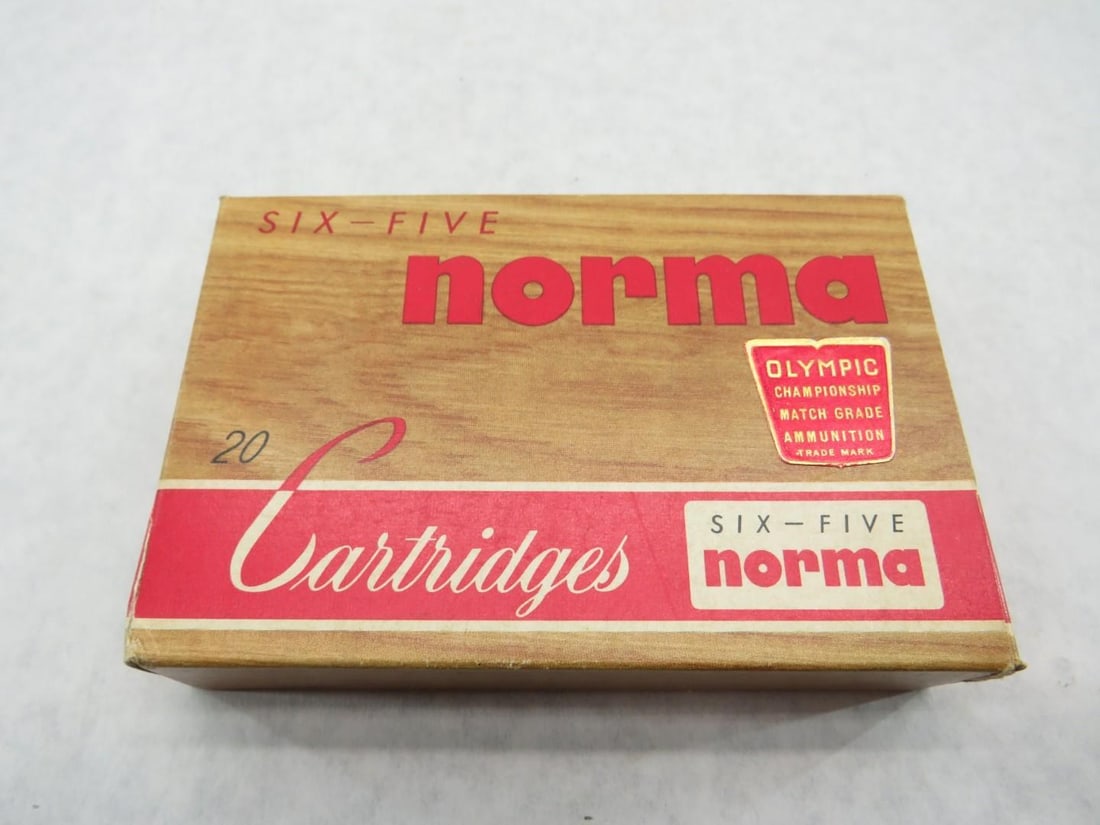 SIX-FIVE
norma
OLYMPIC
CHAMPIONSHIP
MATCH GRADE
AMMUNITION
TRADE MARK
20 Cartridges
SIX-FIVE
norma